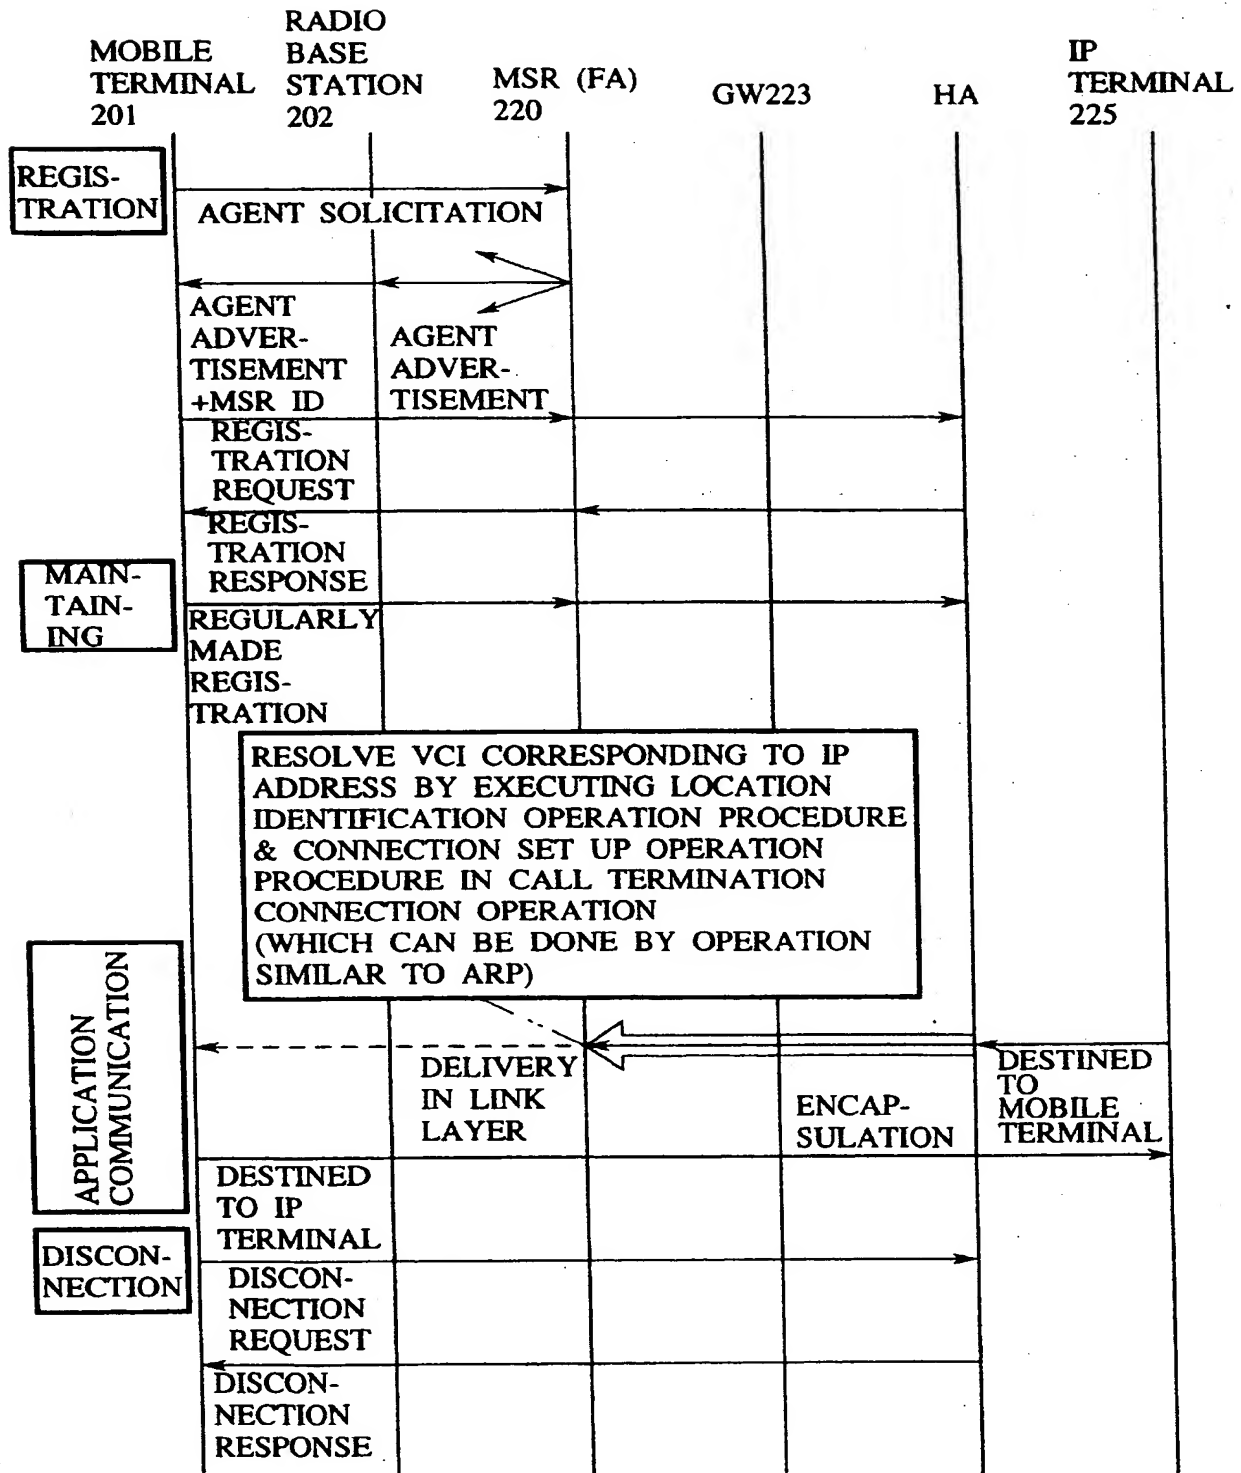 MOBILE
TERMINAL
201
RADIO
BASE
STATION
202
MSR (FA)
220
GW223
HA
IP
TERMINAL
225
REGIS-
TRATION
AGENT SOLICITATION
AGENT
ADVER-
TISEMENT
+MSR ID
AGENT
ADVER-
TISEMENT
REGIS-
TRATION
REQUEST
REGIS-
TRATION
RESPONSE
MAIN-
TAIN-
ING
REGULARLY
MADE
REGIS-
TRATION
RESOLVE VCI CORRESPONDING TO IP
ADDRESS BY EXECUTING LOCATION
IDENTIFICATION OPERATION PROCEDURE
& CONNECTION SET UP OPERATION
PROCEDURE IN CALL TERMINATION
CONNECTION OPERATION
(WHICH CAN BE DONE BY OPERATION
SIMILAR TO ARP)
APPLICATION
COMMUNICATION
DELIVERY
IN LINK
LAYER
ENCAP-
SULATION
DESTINED
TO
MOBILE
TERMINAL
DESTINED
TO IP
TERMINAL
DISCON-
NECTION
DISCON-
NECTION
REQUEST
DISCON-
NECTION
RESPONSE